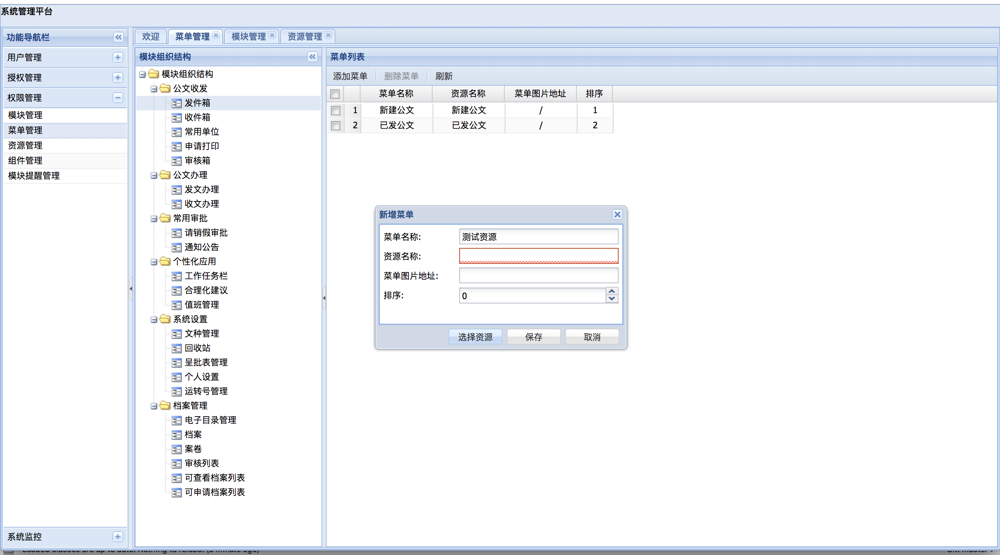 系统管理平台
功能导航栏
用户管理
授权管理
权限管理
模块管理
菜单管理
资源管理
组件管理
模块提醒管理
系统监控
欢迎 菜单管理 模块管理 资源管理
模块组织结构
模块组织结构
公文收发
发件箱
收件箱
常用单位
申请打印
审核箱
公文办理
发文办理
收文办理
常用审批
请销假审批
通知公告
个性化应用
工作任务栏
合理化建议
值班管理
系统设置
文种管理
回收站
呈批表管理
个人设置
运转号管理
档案管理
电子目录管理
档案
案卷
审核列表
可查看档案列表
可申请档案列表
菜单列表
添加菜单 删除菜单 刷新
菜单名称 资源名称 菜单图片地址 排序
1 新建公文 新建公文 / 1
2 已发公文 已发公文 / 2
新增菜单
菜单名称: 测试资源
资源名称:
菜单图片地址:
排序: 0
选择资源 保存 取消
Loaded classes are up to date. Nothing to reload. (a minute ago)
Git: master